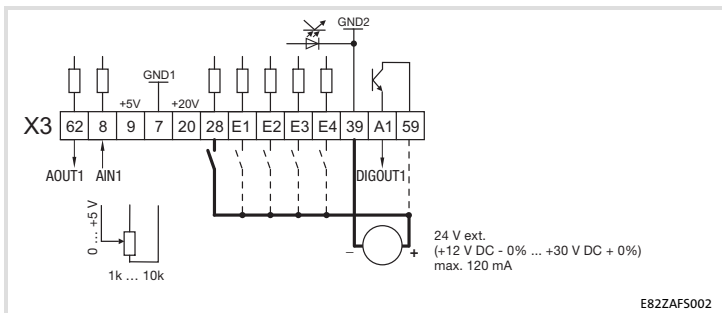 GND2
GND1
+5V
+20V
X3
62 8 9 7 20 28 E1 E2 E3 E4 39 A1 59
AOUT1 AIN1
DIGOUT1
0 ... +5 V
1k ... 10k
– +
24 V ext.
(+12 V DC - 0% ... +30 V DC + 0%)
max. 120 mA
E82ZAFS002